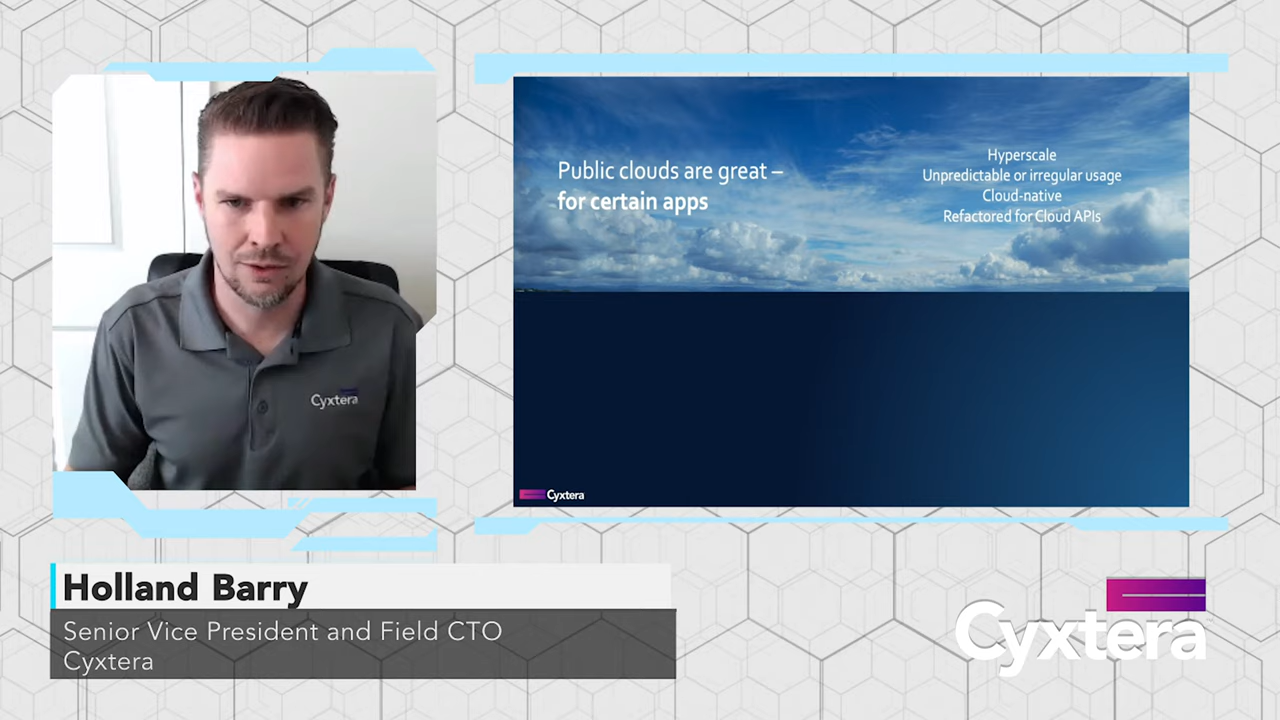 Cyxtera
Public clouds are great –
for certain apps
Hyperscale
Unpredictable or irregular usage
Cloud-native
Refactored for Cloud APIs
Cyxtera
Holland Barry
Senior Vice President and Field CTO
Cyxtera
Cyxtera